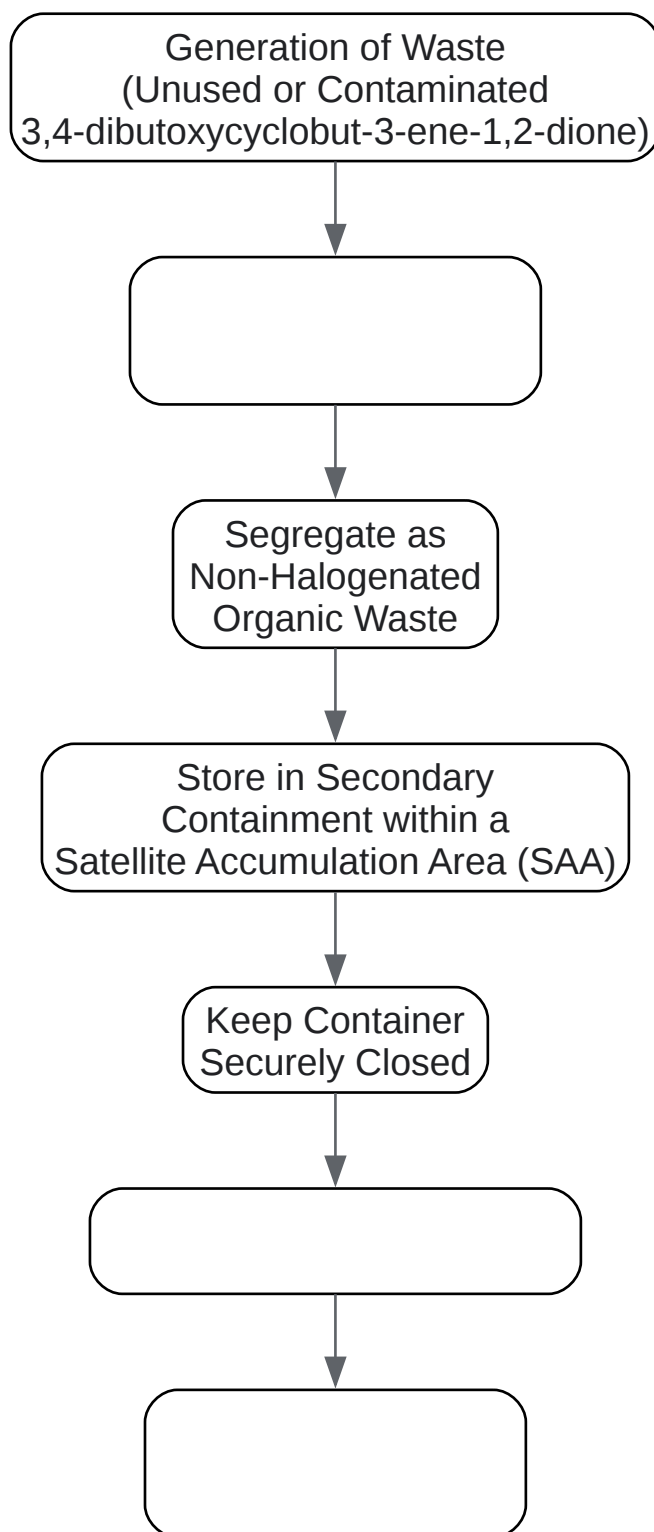 Generation of Waste
(Unused or Contaminated
3,4-dibutoxycyclobut-3-ene-1,2-dione)
Segregate as
Non-Halogenated
Organic Waste
Store in Secondary
Containment within a
Satellite Accumulation Area (SAA)
Keep Container
Securely Closed